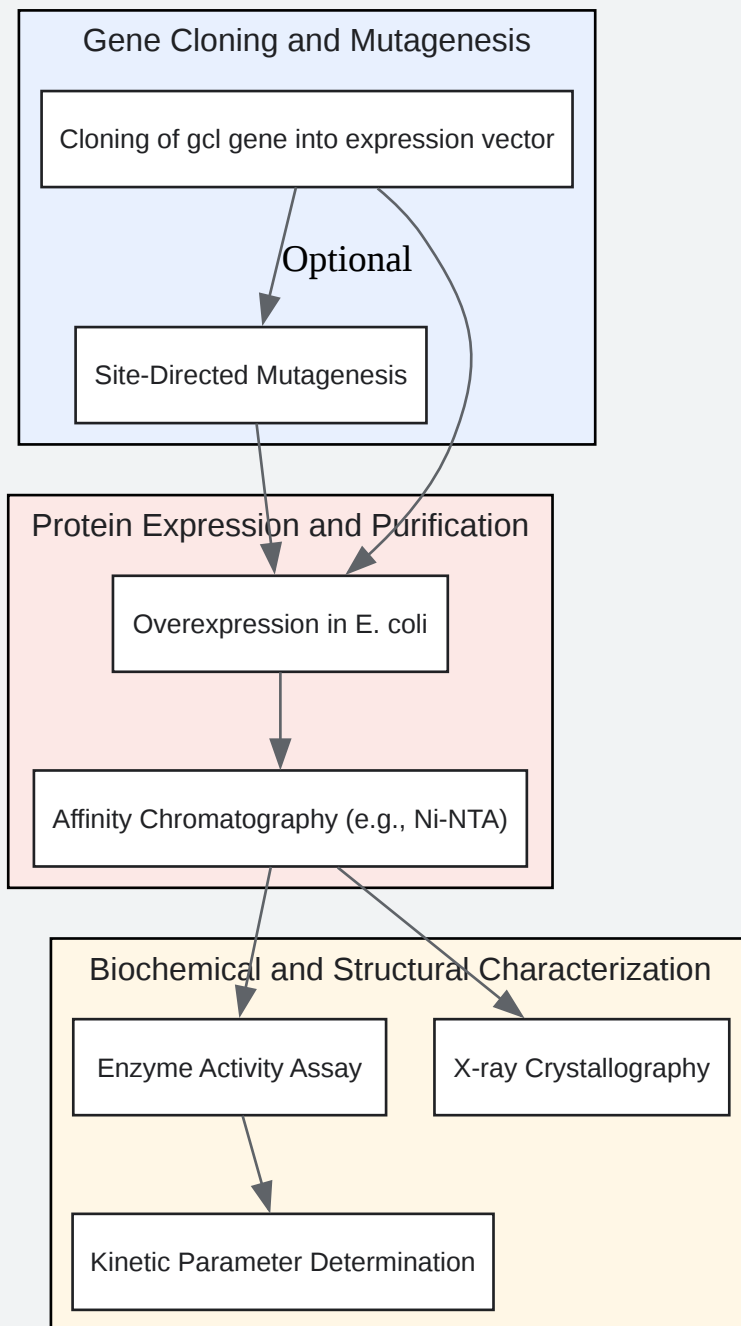 Gene Cloning and Mutagenesis
Cloning of gcl gene into expression vector
Optional
Site-Directed Mutagenesis
Protein Expression and Purification
Overexpression in E. coli
Affinity Chromatography (e.g., Ni-NTA)
Biochemical and Structural Characterization
Enzyme Activity Assay
X-ray Crystallography
Kinetic Parameter Determination